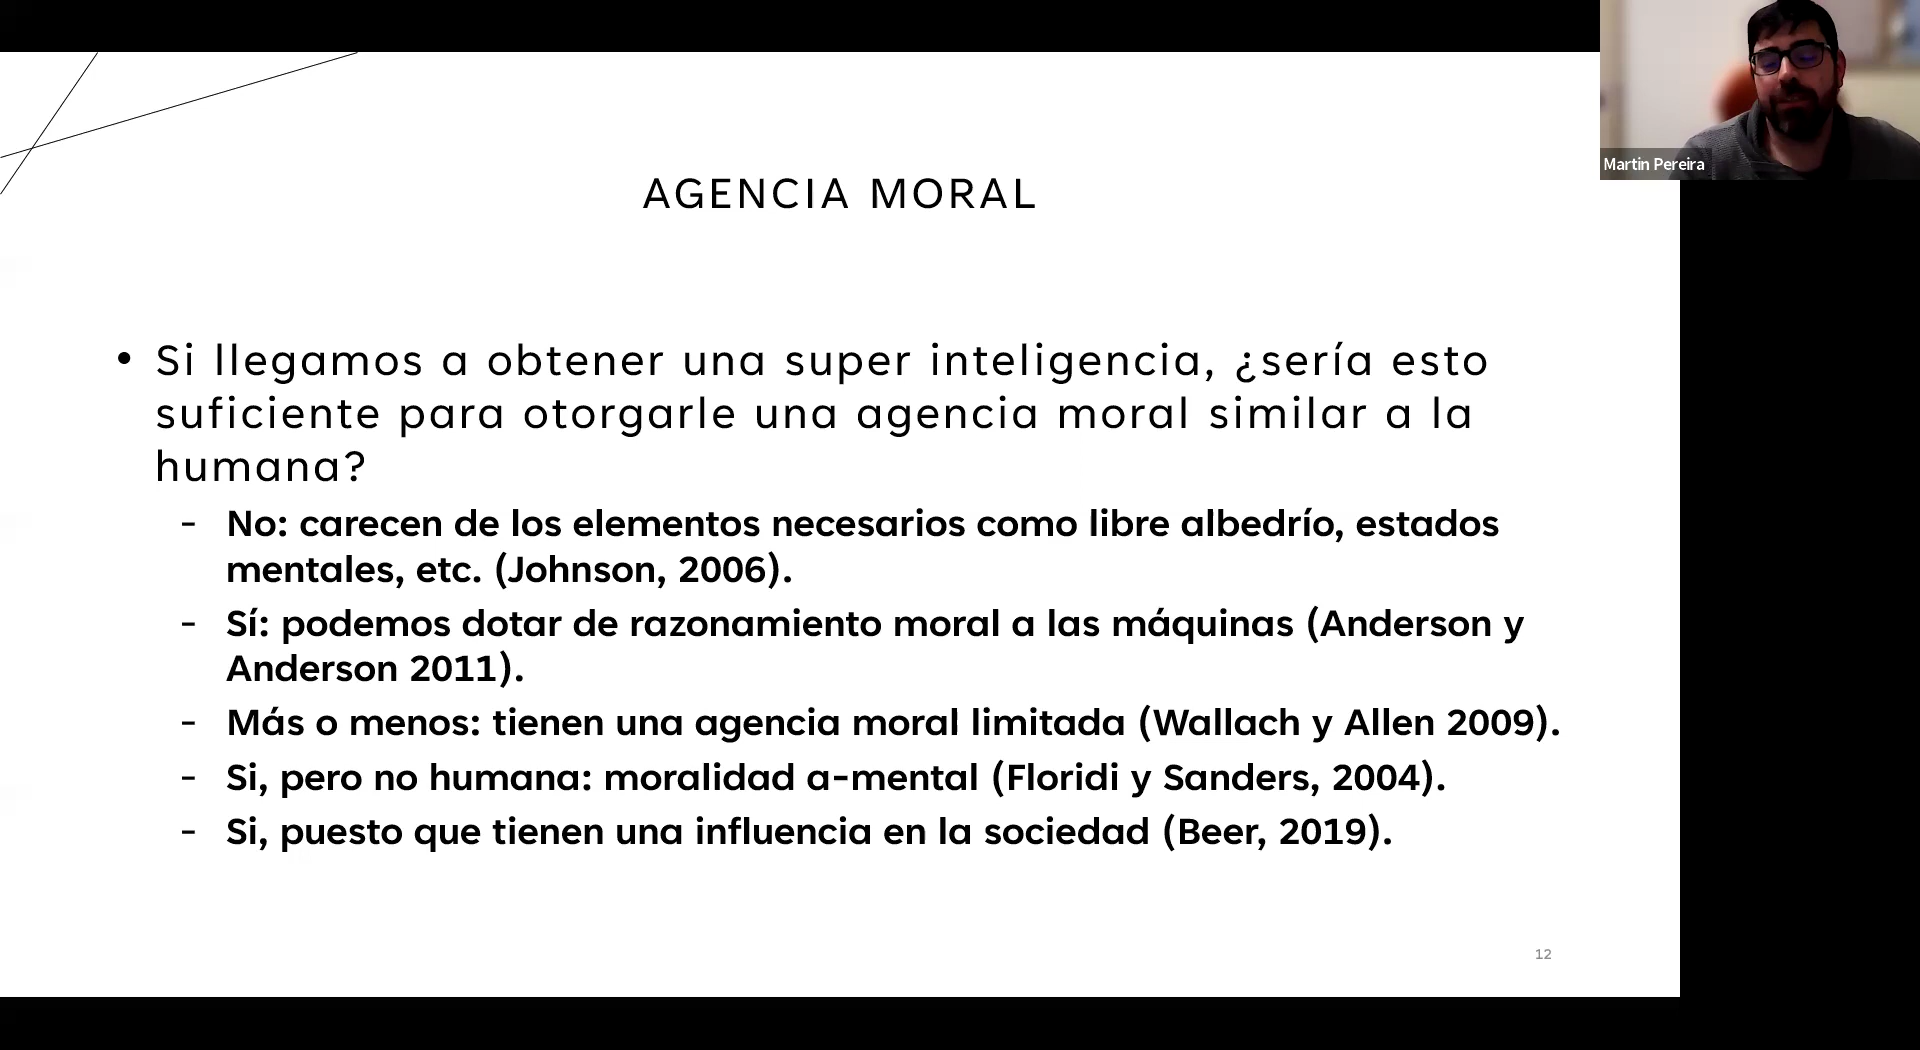 Martin Pereira
AGENCIA MORAL
• Si llegamos a obtener una super inteligencia, ¿sería esto
suficiente para otorgarle una agencia moral similar a la
humana?
- No: carecen de los elementos necesarios como libre albedrío, estados
mentales, etc. (Johnson, 2006).
- Sí: podemos dotar de razonamiento moral a las máquinas (Anderson y
Anderson 2011).
- Más o menos: tienen una agencia moral limitada (Wallach y Allen 2009).
- Si, pero no humana: moralidad a-mental (Floridi y Sanders, 2004).
- Si, puesto que tienen una influencia en la sociedad (Beer, 2019).
12